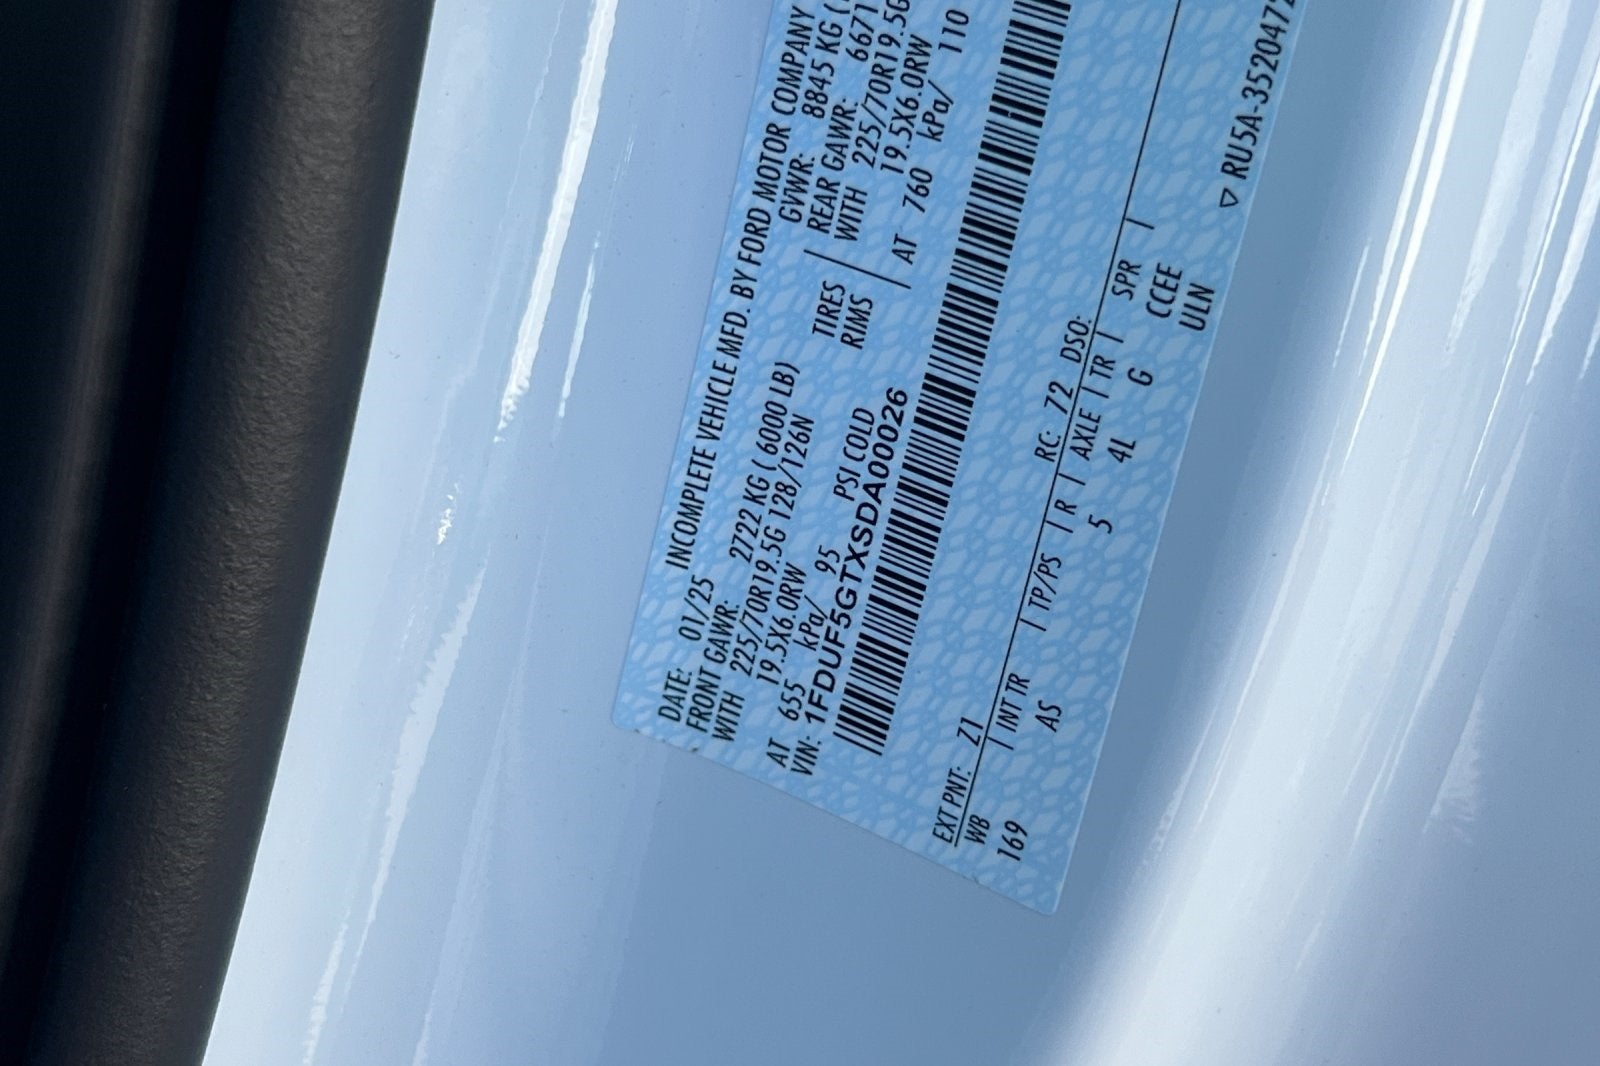 INCOMPLETE VEHICLE MFD. BY FORD MOTOR COMPANY
DATE: 01/25 GVWR: 8845 KG (
FRONT GAWR: 2722 KG ( 6000 LB) REAR GAWR: 6671
WITH 225/70R19.5G 128/126N TIRES WITH 225/70R19.5G
19.5X6.0RW RIMS 19.5X6.0RW
AT 655 kPa/ 95 PSI COLD AT 760 kPa/ 110
VIN: 1FDUF5GTXSDA00026
EXT PNT: Z1 RC: 72 DSO:
WB | INT TR | TP/PS | R | AXLE | TR | SPR |
169 AS 5 4L G CCEE
ULN
▽ RU5A-3520472